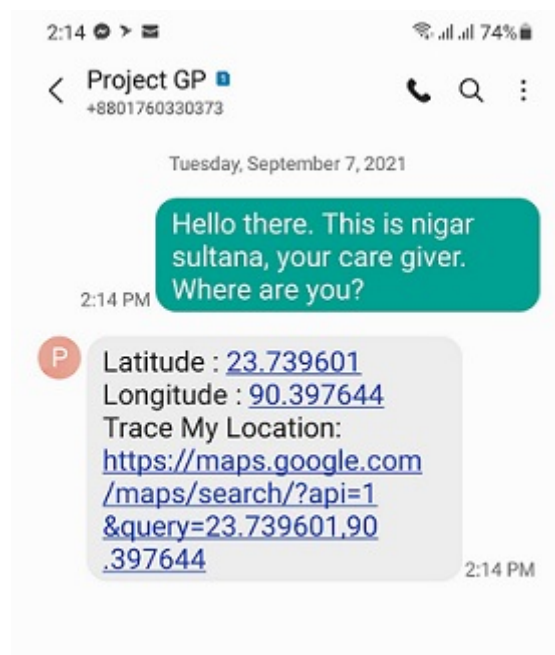 2:14 74%
Project GP 1
+8801760330373
Tuesday, September 7, 2021
Hello there. This is nigar
sultana, your care giver.
Where are you?
2:14 PM
P
Latitude : 23.739601
Longitude : 90.397644
Trace My Location:
https://maps.google.com
/maps/search/?api=1
&query=23.739601,90
.397644
2:14 PM